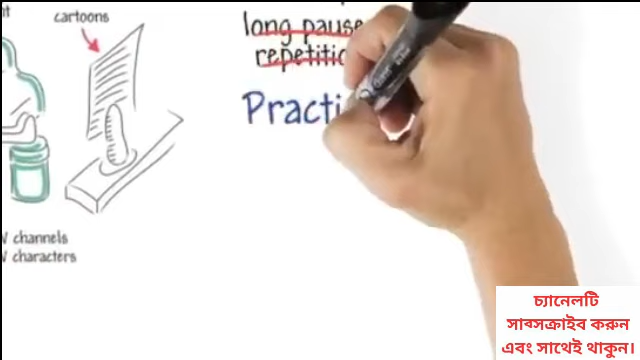 cartoons
long pause
repetitio
Practi
channels
characters
চ্যানেলটি
সাবসক্রাইব করুন
এবং সাথেই থাকুন।